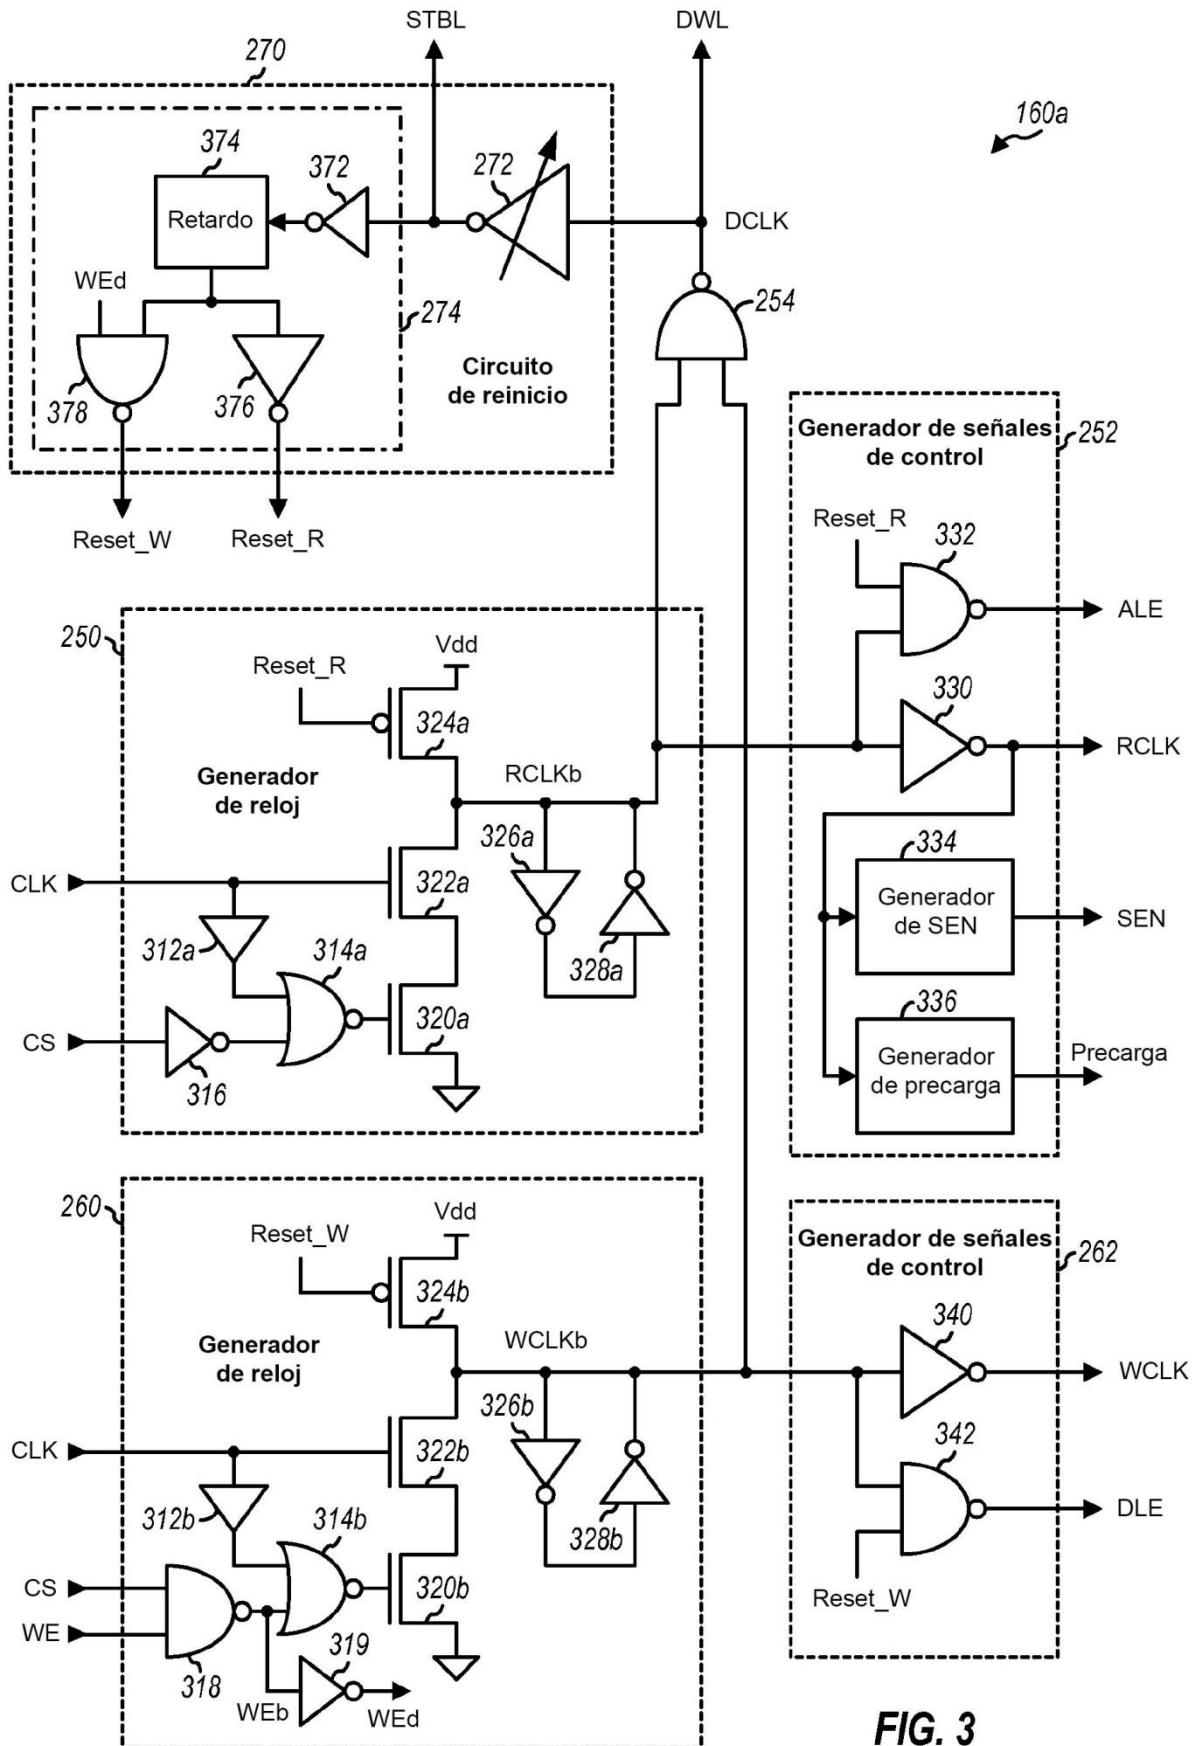 STBL
DWL
270
160a
374
372
272
Retardo
DCLK
WEd
274
254
Circuito
de reinicio
378
376
Generador de señales
de control
252
Reset_W
Reset_R
Reset_R
332
ALE
250
Vdd
Reset_R
324a
330
Generador
de reloj
RCLKb
RCLK
326a
334
CLK
322a
Generador
de SEN
SEN
312a
314a
328a
336
CS
320a
Generador
de precarga
Precarga
316
260
Vdd
Reset_W
Generador de señales
de control
262
324b
340
Generador
de reloj
WCLKb
WCLK
326b
342
CLK
322b
312b
314b
328b
DLE
CS
320b
Reset_W
WE
319
318
WEb
WEd
FIG. 3